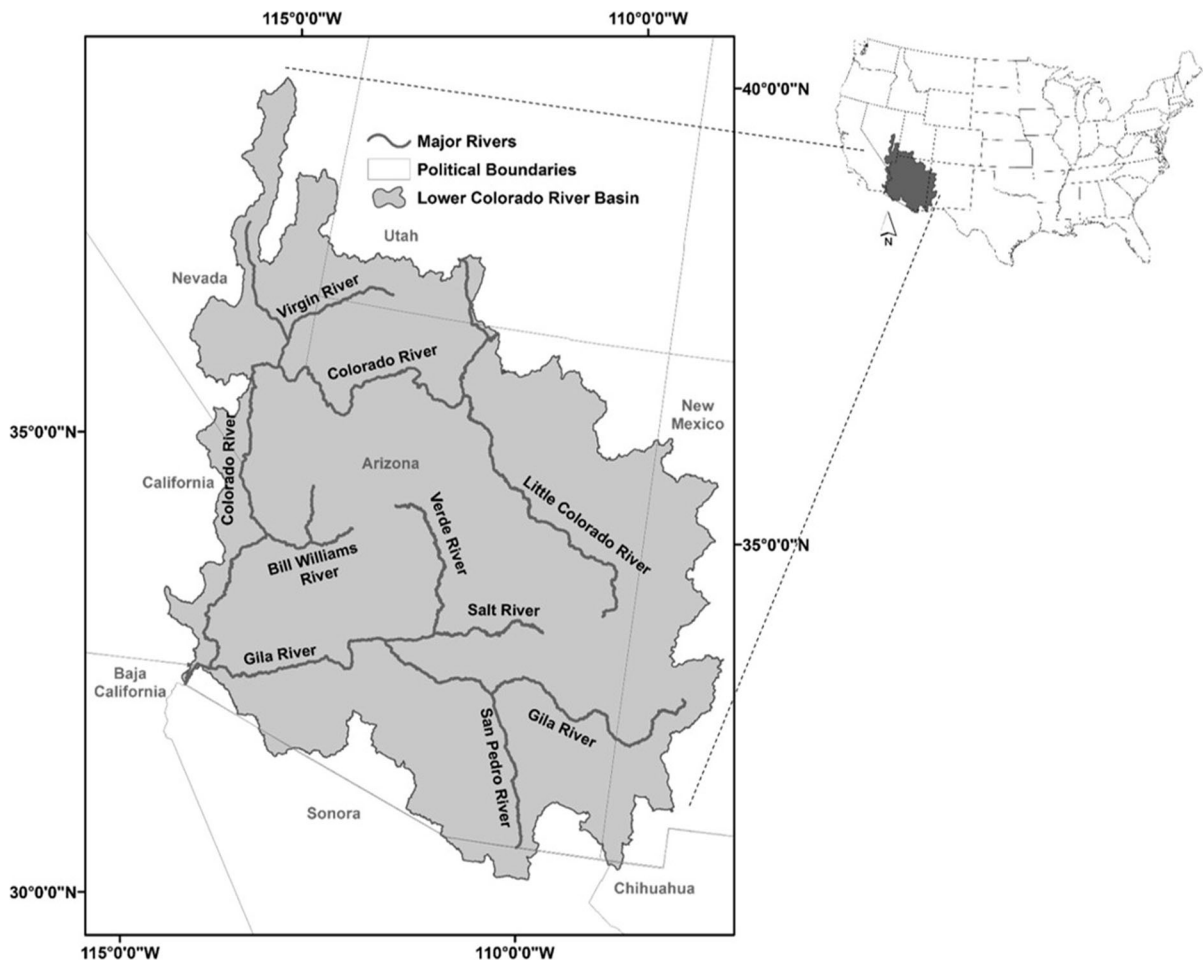 115°0'0"W
110°0'0"W
40°0'0"N
Major Rivers
Political Boundaries
Lower Colorado River Basin
N
Utah
Nevada
Virgin River
Colorado River
New
Mexico
35°0'0"N
Colorado River
Arizona
California
Little Colorado River
Verde River
35°0'0"N
Bill Williams
River
Salt River
Gila River
Baja
California
San Pedro River
Gila River
Sonora
Chihuahua
30°0'0"N
115°0'0"W
110°0'0"W